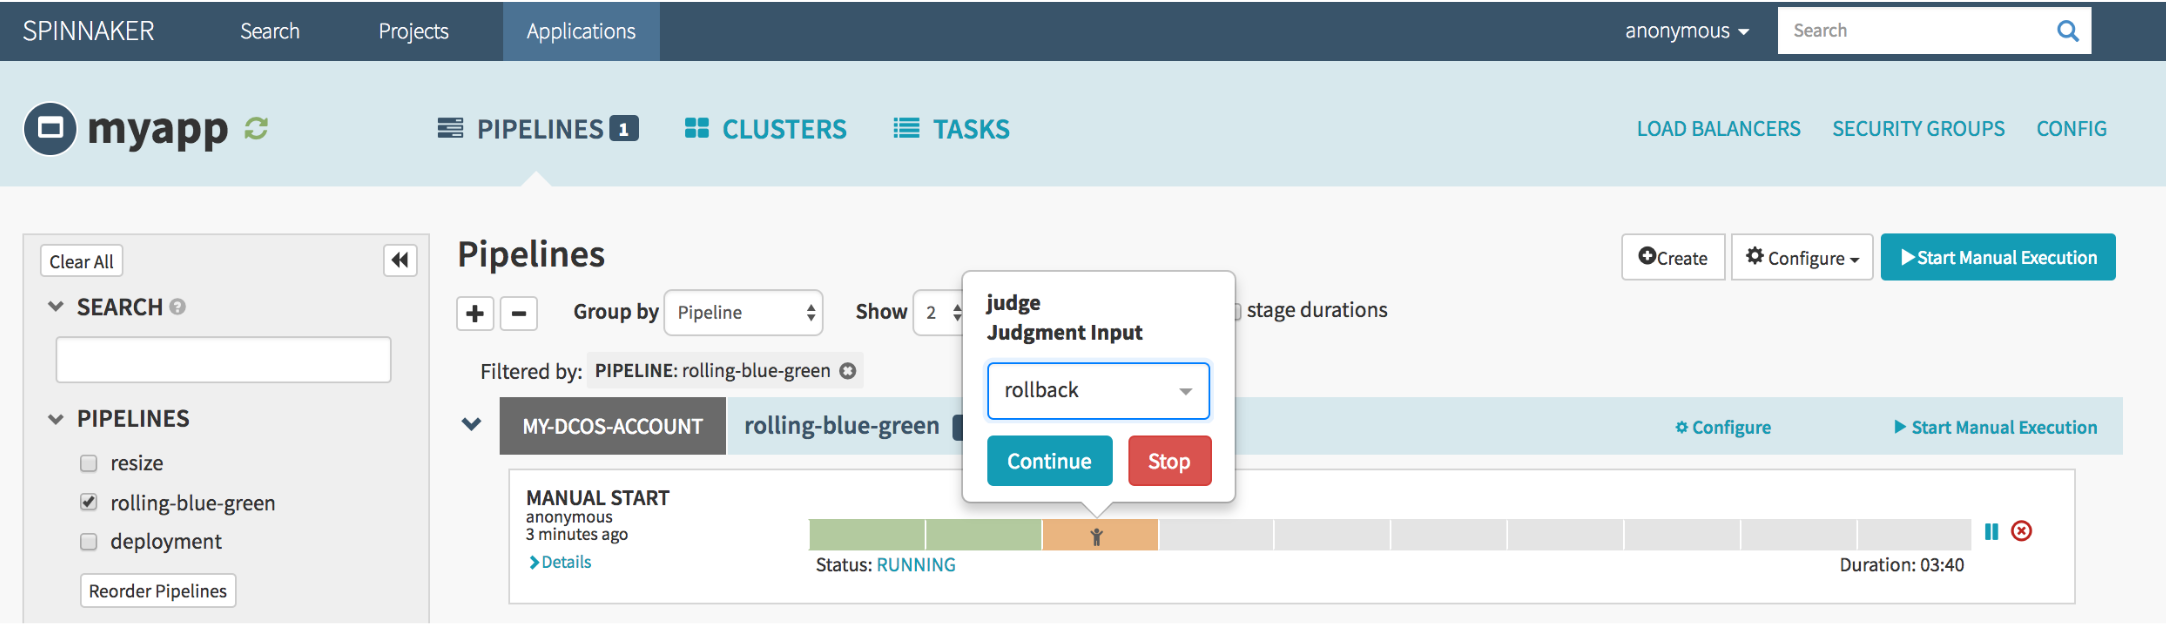 SPINNAKER Search Projects Applications anonymous Search
myapp PIPELINES 1 CLUSTERS TASKS LOAD BALANCERS SECURITY GROUPS CONFIG
Clear All
SEARCH
PIPELINES
resize
rolling-blue-green
deployment
Reorder Pipelines
Pipelines
Create Configure Start Manual Execution
Group by Pipeline Show 2 stage durations
Filtered by: PIPELINE: rolling-blue-green
judge
Judgment Input
rollback
Continue Stop
MY-DCOS-ACCOUNT rolling-blue-green Configure Start Manual Execution
MANUAL START
anonymous
3 minutes ago
Details
Status: RUNNING Duration: 03:40